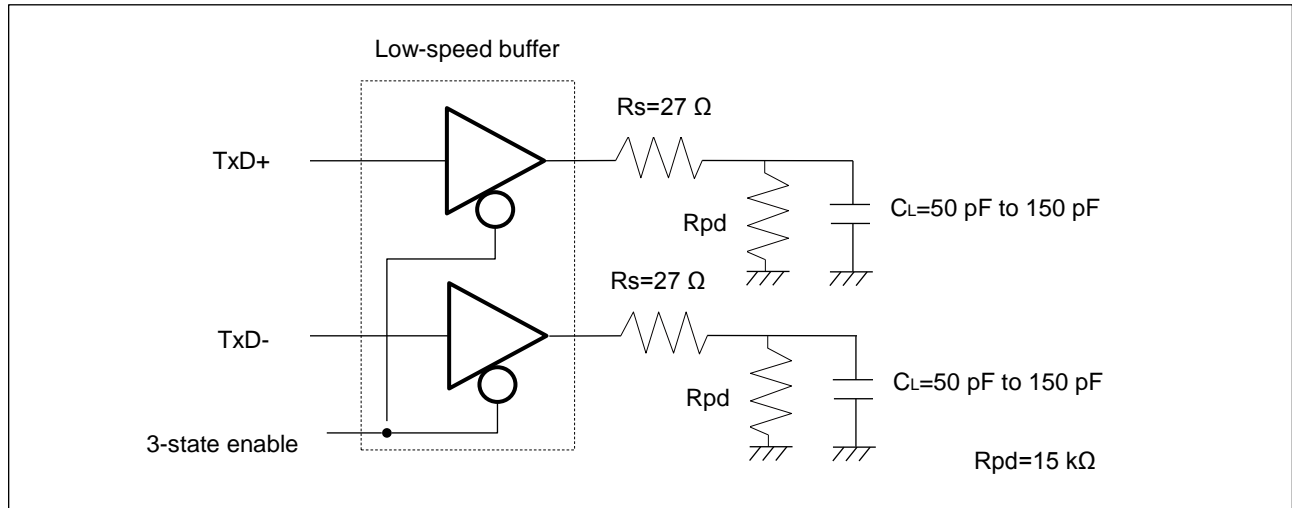 Low-speed buffer
Rs=27 Ω
TxD+
Rpd
CL=50 pF to 150 pF
Rs=27 Ω
TxD-
Rpd
CL=50 pF to 150 pF
3-state enable
Rpd=15 kΩ